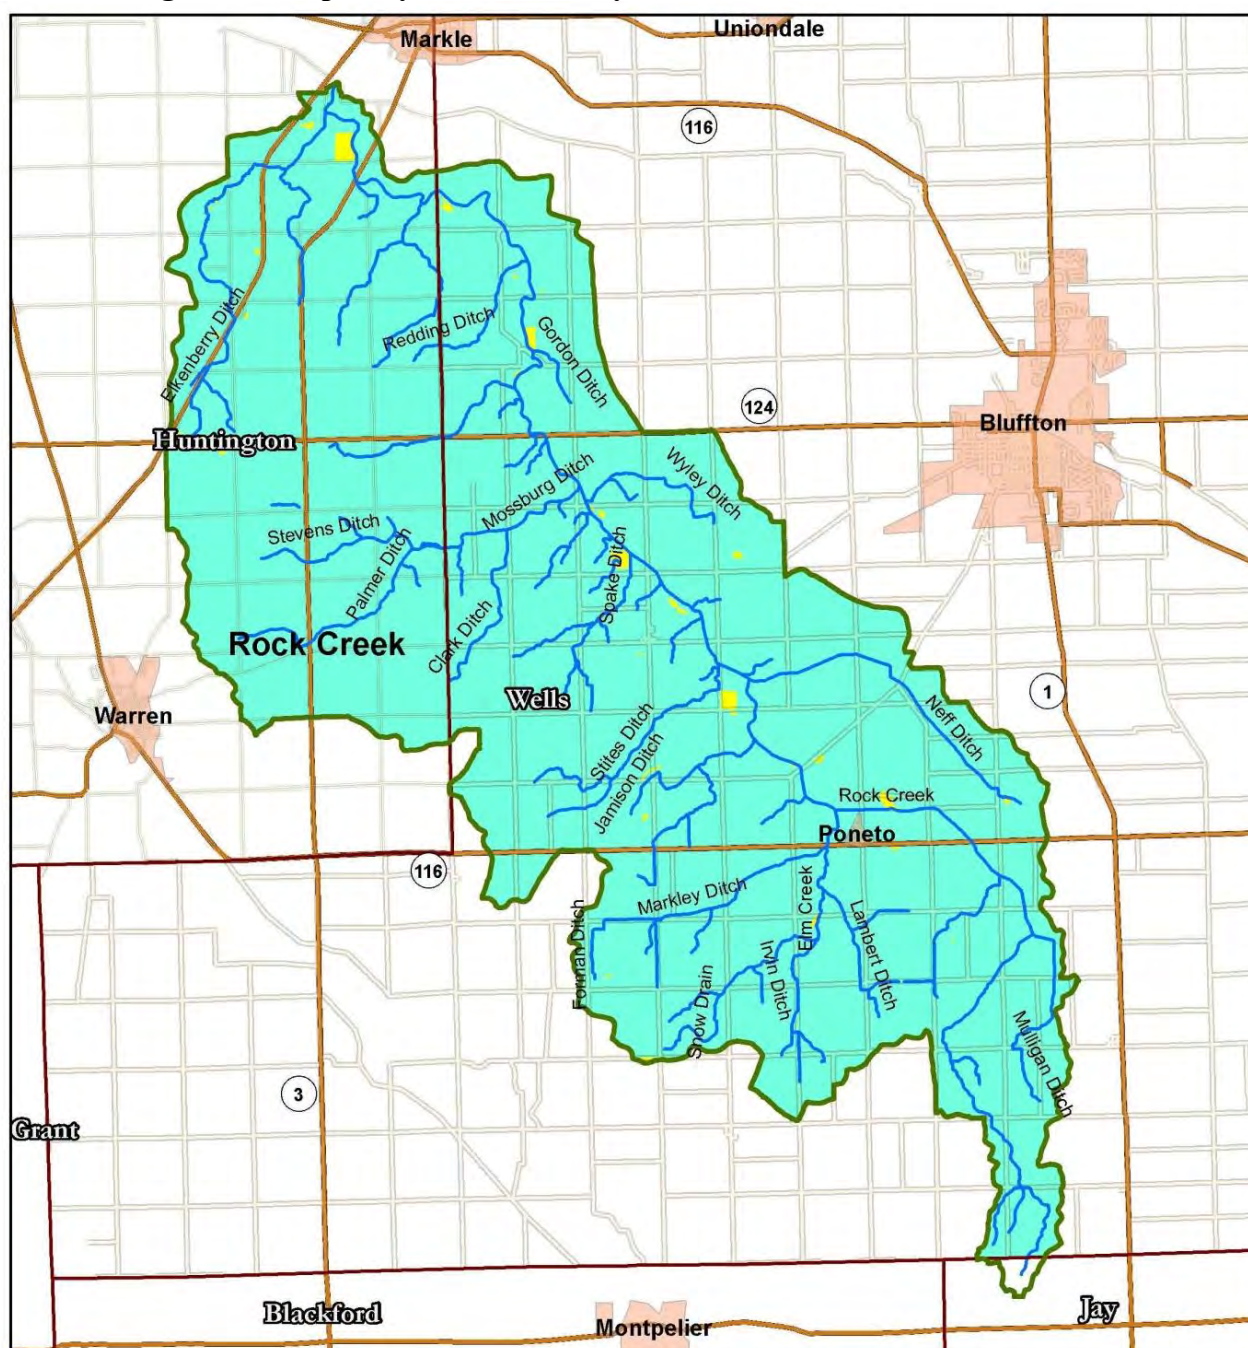 Uniondale
Markle
116
Elkenberry Ditch
Redding Ditch
Gordon Ditch
124
Bluffton
Huntington
Mossburg Ditch
Wyley Ditch
Stevens Ditch
Palmer Ditch
Spake Ditch
Clark Ditch
Rock Creek
Warren
Wells
1
Stites Ditch
Jamison Ditch
Neff Ditch
Rock Creek
Poneto
116
Markley Ditch
Elm Creek
Lambert Ditch
Forman Ditch
Irvin Ditch
Snow Drain
Mulligan Ditch
3
Grant
Blackford
Jay
Montpelier